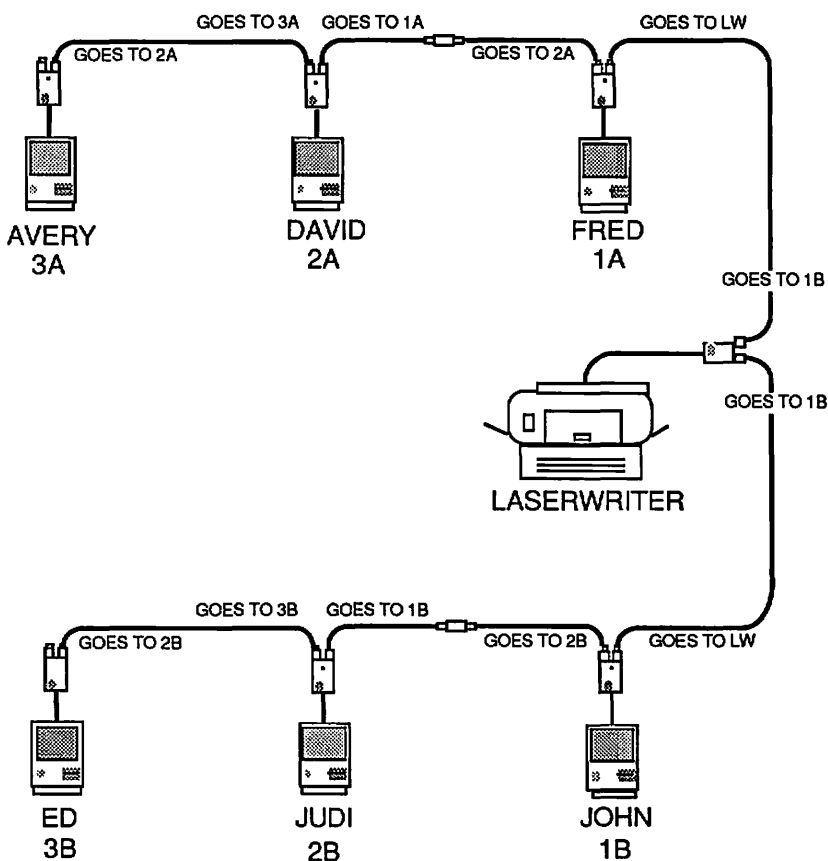 GOES TO 3A GOES TO 1A GOES TO LW
GOES TO 2A GOES TO 2A
AVERY DAVID FRED
3A 2A 1A
GOES TO 1B
GOES TO 1B
LASERWRITER
GOES TO 3B GOES TO 1B
GOES TO 2B GOES TO 2B GOES TO LW
ED JUDI JOHN
3B 2B 1B